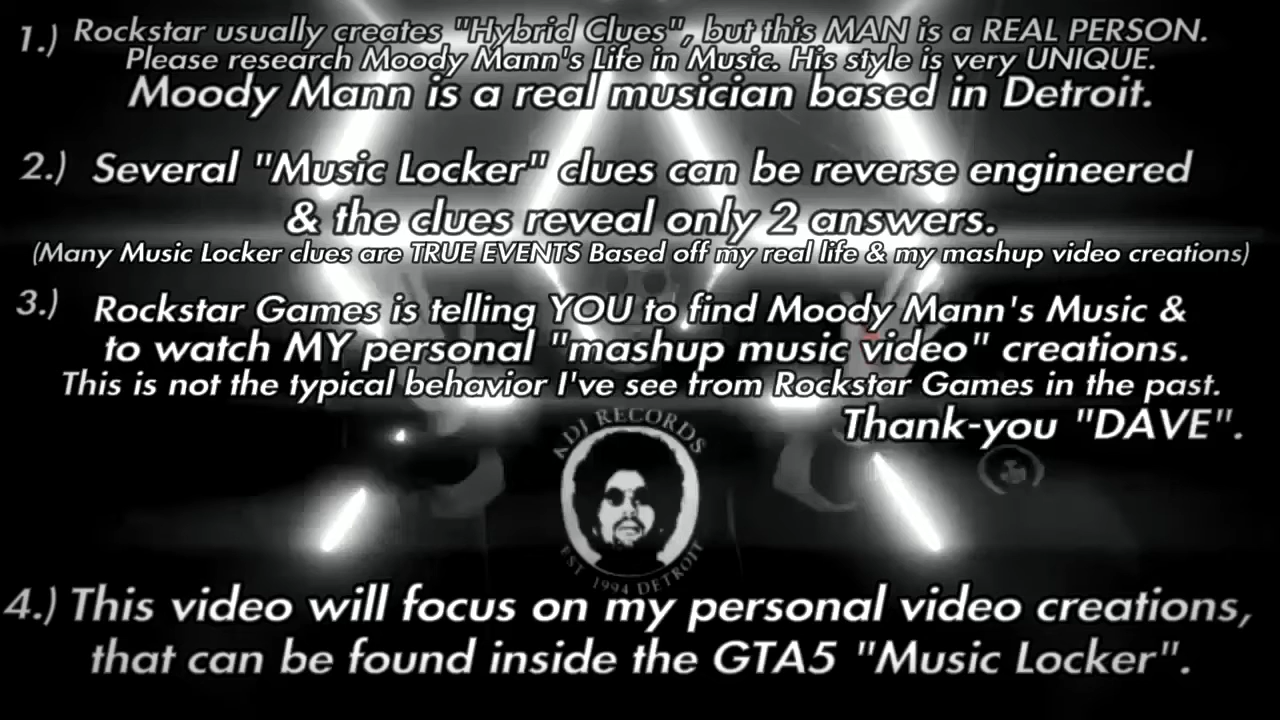 1.) Rockstar usually creates "Hybrid Clues", but this MAN is a REAL PERSON.
Please research Moody Mann's Life in Music. His style is very UNIQUE.
Moody Mann is a real musician based in Detroit.
2.) Several "Music Locker" clues can be reverse engineered
& the clues reveal only 2 answers.
(Many Music Locker clues are TRUE EVENTS Based off my real life & my mashup video creations)
3.) Rockstar Games is telling YOU to find Moody Mann's Music &
to watch MY personal "mashup music video" creations.
This is not the typical behavior I've see from Rockstar Games in the past.
Thank-you "DAVE".
KDJ RECORDS
EST 1994 DETROIT
4.) This video will focus on my personal video creations,
that can be found inside the GTA5 "Music Locker".